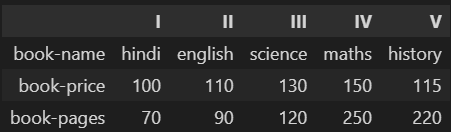 I II III IV V
book-name hindi english science maths history
book-price 100 110 130 150 115
book-pages 70 90 120 250 220